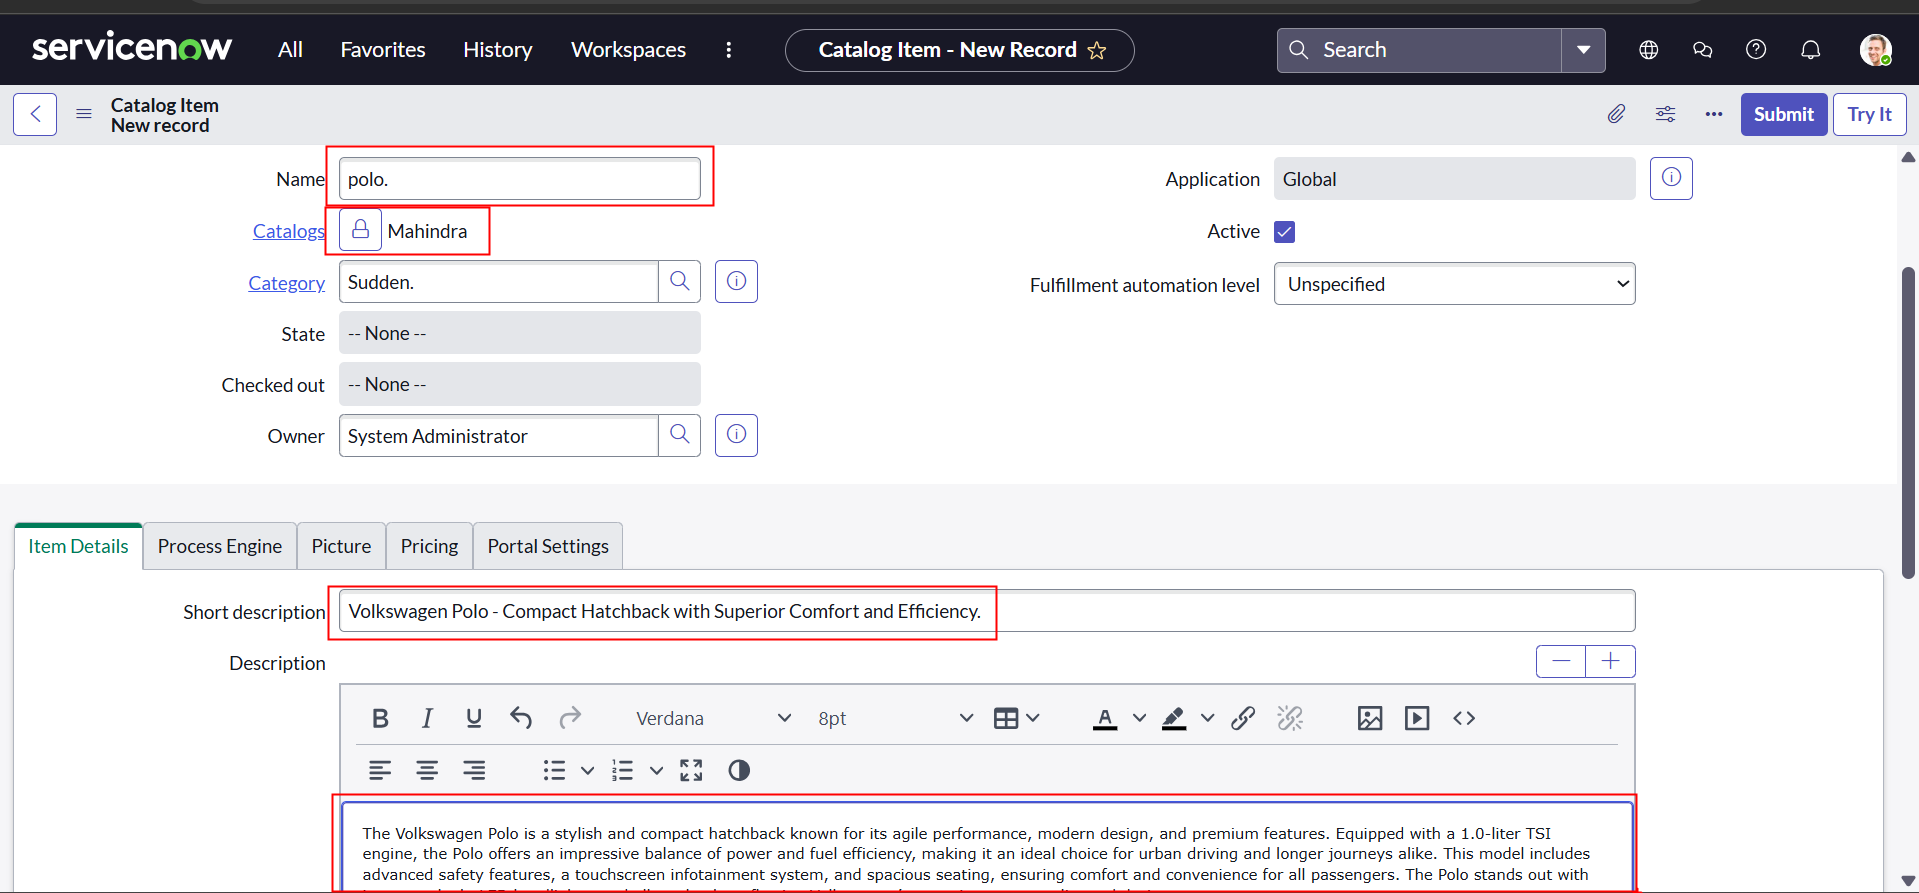 servicenow All Favorites History Workspaces Catalog Item - New Record Search
Catalog Item
New record
Submit Try It
Name polo. Application Global
Catalogs Mahindra Active
Category Sudden. Fulfillment automation level Unspecified
State -- None --
Checked out -- None --
Owner System Administrator
Item Details Process Engine Picture Pricing Portal Settings
Short description Volkswagen Polo - Compact Hatchback with Superior Comfort and Efficiency.
Description
B I U Verdana 8pt A
The Volkswagen Polo is a stylish and compact hatchback known for its agile performance, modern design, and premium features. Equipped with a 1.0-liter TSI
engine, the Polo offers an impressive balance of power and fuel efficiency, making it an ideal choice for urban driving and longer journeys alike. This model includes
advanced safety features, a touchscreen infotainment system, and spacious seating, ensuring comfort and convenience for all passengers. The Polo stands out with